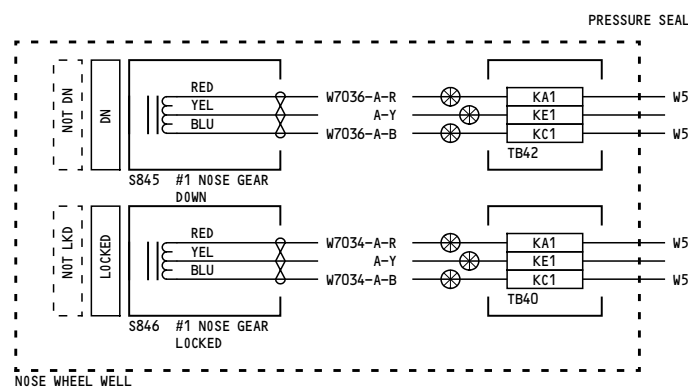 PRESSURE SEAL
NOT DN
DN
RED
YEL
BLU
W7036-A-R
A-Y
W7036-A-B
KA1
KE1
KC1
W5
W5
TB42
S845 #1 NOSE GEAR
DOWN
NOT LKD
LOCKED
RED
YEL
BLU
W7034-A-R
A-Y
W7034-A-B
KA1
KE1
KC1
W5
W5
TB40
S846 #1 NOSE GEAR
LOCKED
NOSE WHEEL WELL